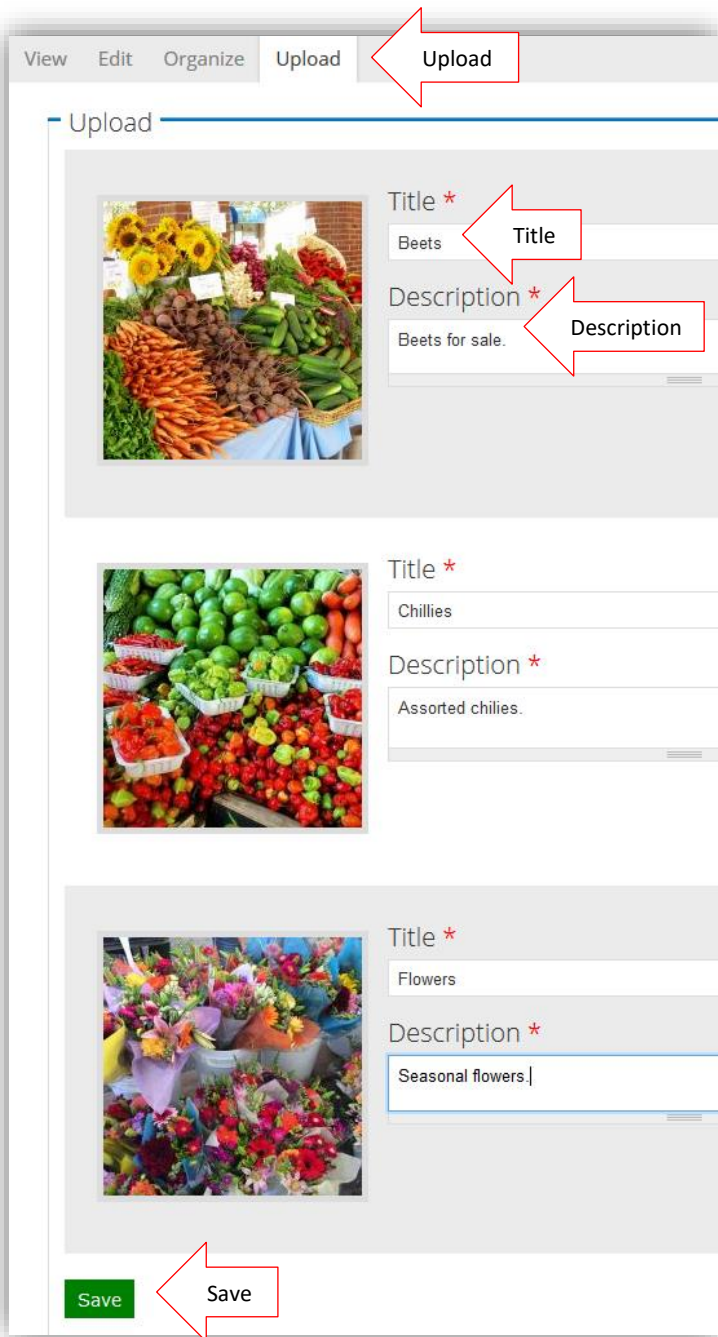 View Edit Organize Upload Upload
Upload
Title *
Beets Title
Description *
Beets for sale. Description
Title *
Chillies
Description *
Assorted chilies.
Title *
Flowers
Description *
Seasonal flowers.
Save Save